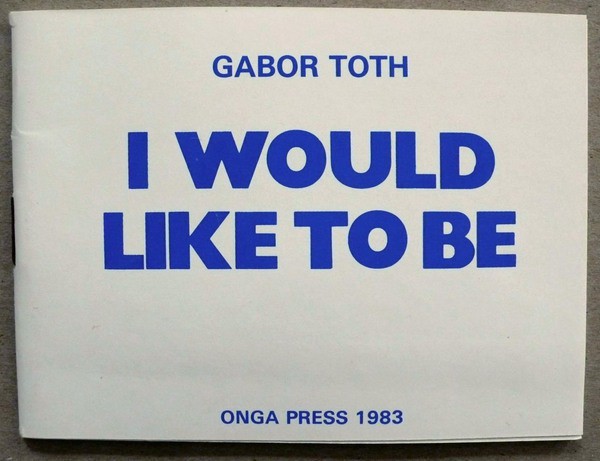 GABOR TOTH
I WOULD
LIKE TO BE
ONGA PRESS 1983